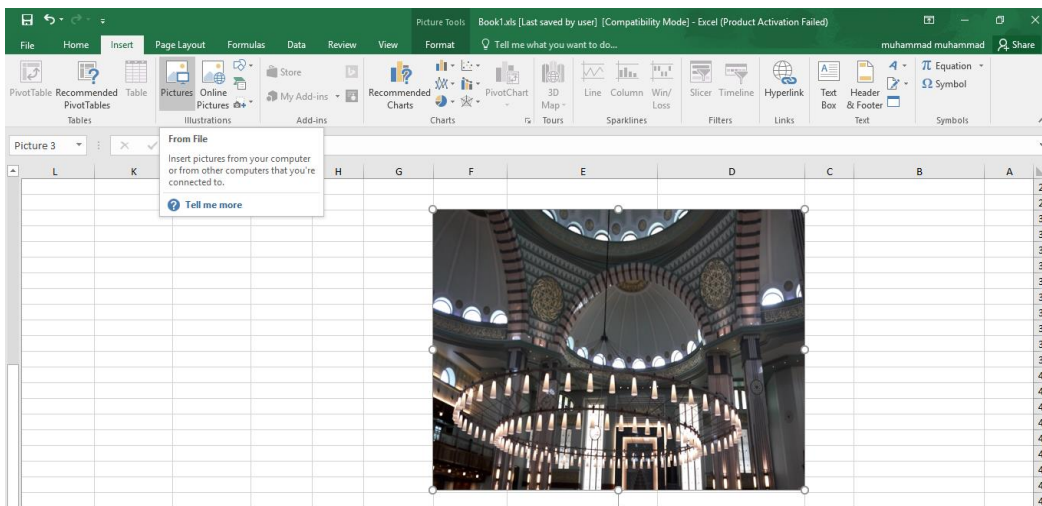 Picture Tools Book1.xls [Last saved by user] [Compatibility Mode] - Excel (Product Activation Failed)
File Home Insert Page Layout Formulas Data Review View Format Tell me what you want to do... muhammad muhammad Share
PivotTable Recommended PivotTables Table
Tables
Pictures Online Pictures
Illustrations
Store
My Add-ins
Add-ins
Recommended Charts PivotChart
Charts
3D Map
Tours
Line Column Win/ Loss
Sparklines
Slicer Timeline
Filters
Hyperlink
Links
Text Box Header & Footer
Text
π Equation
Ω Symbol
Symbols
Picture 3
From File
Insert pictures from your computer
or from other computers that you're
connected to.
Tell me more
L K H G F E D C B A